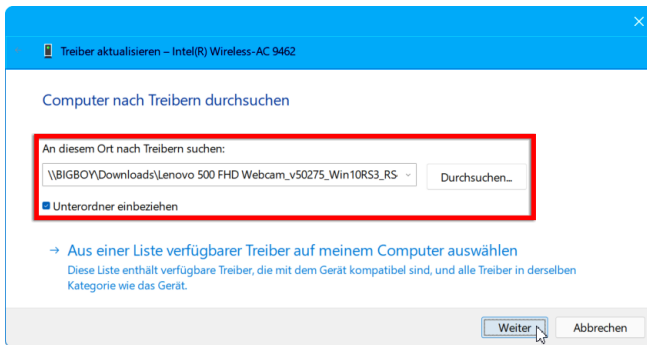 Treiber aktualisieren – Intel(R) Wireless-AC 9462
Computer nach Treibern durchsuchen
An diesem Ort nach Treibern suchen:
\\BIGBOY\Downloads\Lenovo 500 FHD Webcam_v50275_Win10RS3_RS
Durchsuchen...
Unterordner einbeziehen
→ Aus einer Liste verfügbarer Treiber auf meinem Computer auswählen
Diese Liste enthält verfügbare Treiber, die mit dem Gerät kompatibel sind, und alle Treiber in derselben
Kategorie wie das Gerät.
Weiter
Abbrechen